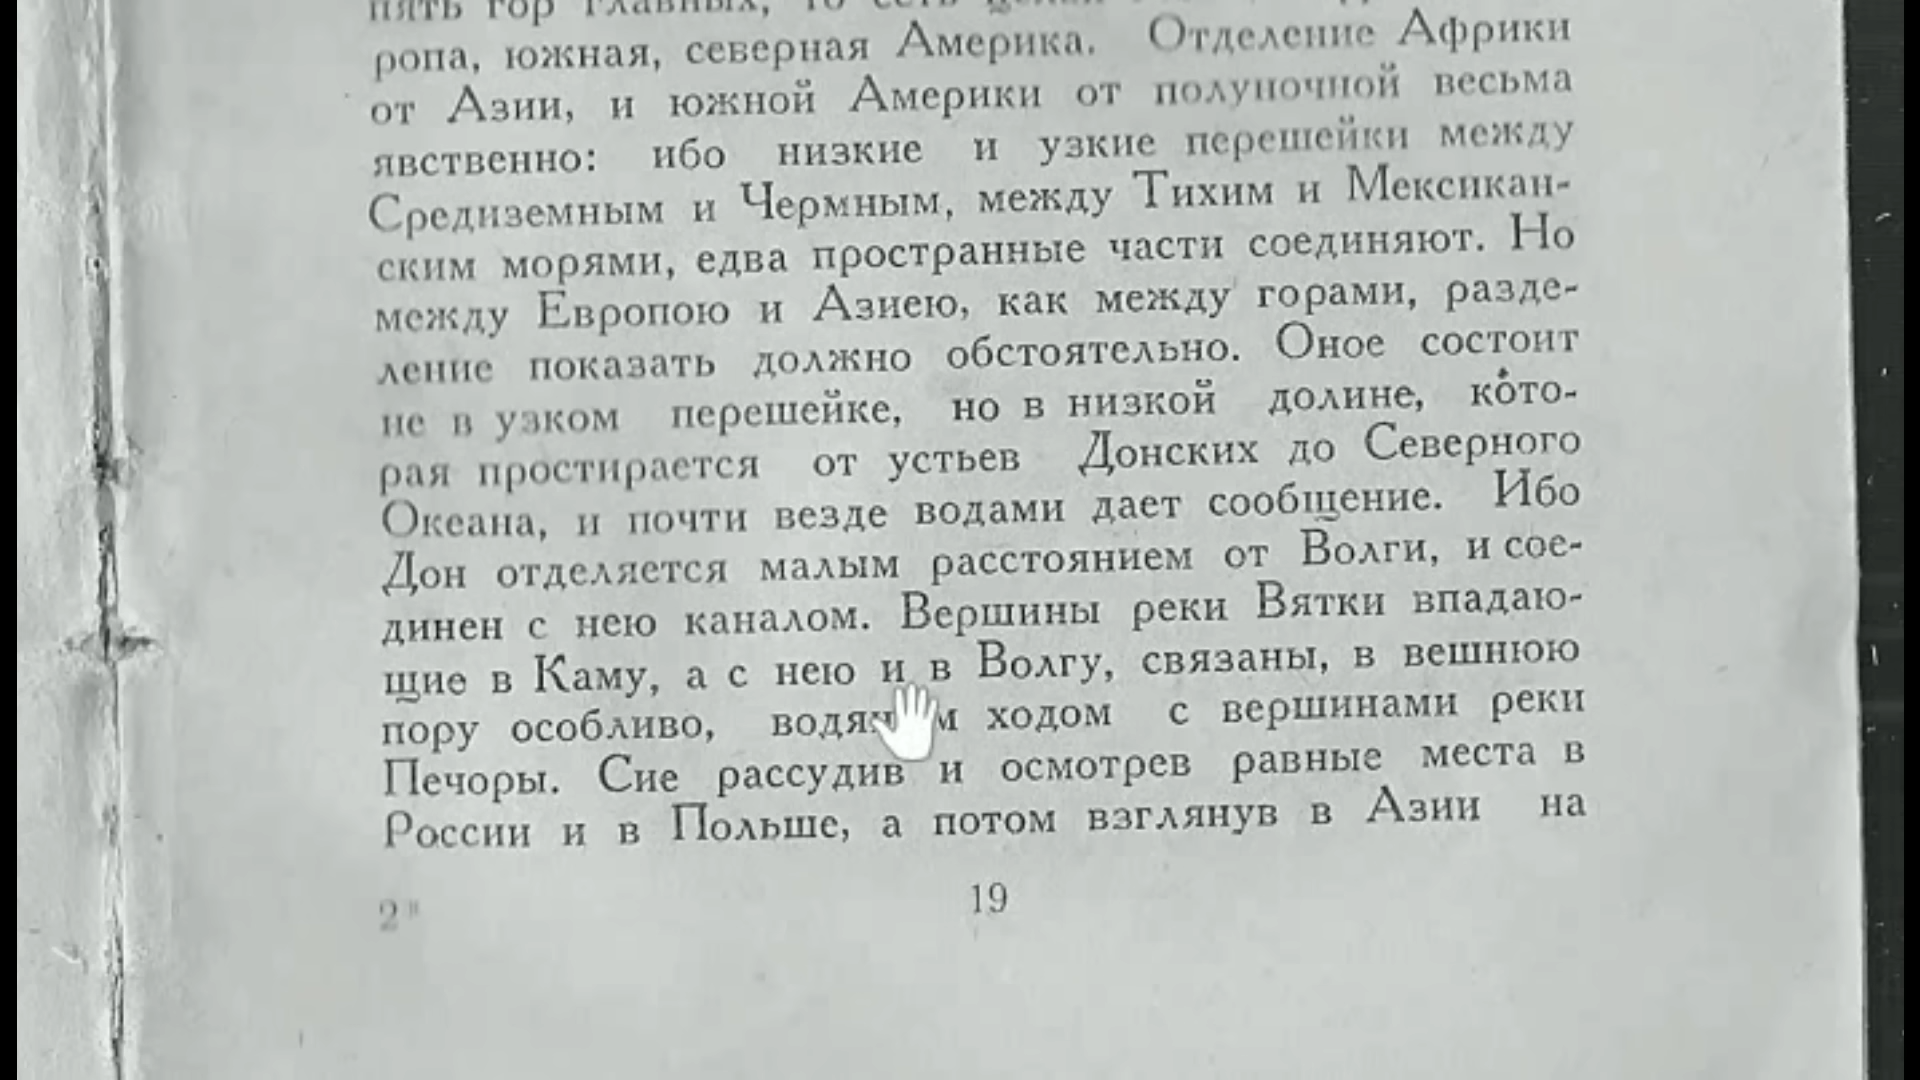 пять гор главных, то есть
ропа, южная, северная Америка. Отделение Африки
от Азии, и южной Америки от полуночной весьма
явственно: ибо низкие и узкие перешейки между
Средиземным и Чермным, между Тихим и Мексикан-
ским морями, едва пространные части соединяют. Но
между Европою и Азиею, как между горами, разде-
ление показать должно обстоятельно. Оное состоит
не в узком перешейке, но в низкой долине, кото-
рая простирается от устьев Донских до Северного
Океана, и почти везде водами дает сообщение. Ибо
Дон отделяется малым расстоянием от Волги, и сое-
динен с нею каналом. Вершины реки Вятки впадаю-
щие в Каму, а с нею и в Волгу, связаны, в вешнюю
пору особливо, ходом с вершинами реки
Печоры. Сие рассудив и осмотрев равные места в
России и в Польше, а потом взглянув в Азии на
2*
19